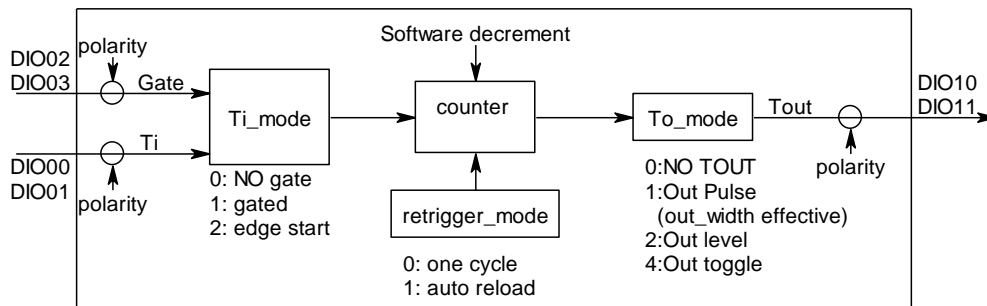 Software decrement
polarity
DIO02
DIO03
Gate
Ti_mode
counter
To_mode
Tout
DIO10
DIO11
Ti
DIO00
DIO01
polarity
0: NO gate
1: gated
2: edge start
retrigger_mode
0: one cycle
1: auto reload
0:NO TOUT
1:Out Pulse
(out_width effective)
2:Out level
4:Out toggle
polarity